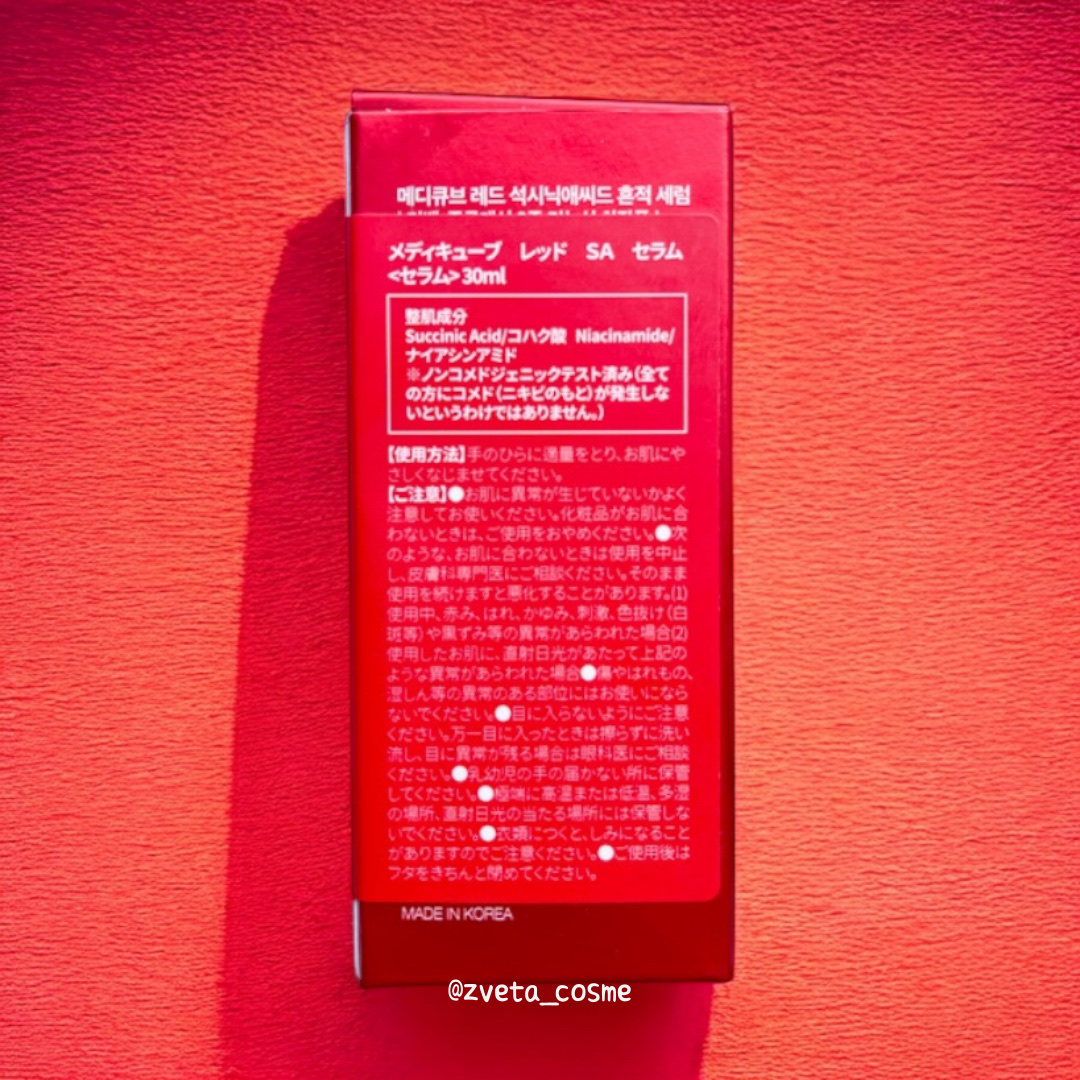 메디큐브 레드 석시닉애씨드 흔적 세럼
メディキューブ レッド SA セラム
<セラム> 30ml
整肌成分
Succinic Acid/コハク酸 Niacinamide/
ナイアシンアミド
※ノンコメドジェニックテスト済み(全て
の方にコメド(ニキビのもと)が発生しな
いというわけではありません。)
【使用方法】手のひらに適量をとり、お肌にや
さしくなじませてください。
【ご注意】●お肌に異常が生じていないかよく
注意してお使いください。化粧品がお肌に合
わないときは、ご使用をおやめください。●次
のような、お肌に合わないときは使用を中止
し、皮膚科専門医にご相談ください。そのまま
使用を続けますと悪化することがあります。(1)
使用中、赤み、はれ、かゆみ、刺激、色抜け(白
斑等)や黒ずみ等の異常があらわれた場合(2)
使用したお肌に、直射日光があたって上記の
ような異常があらわれた場合●傷やはれもの、
湿しん等の異常のある部位にはお使いになら
ないでください。●目に入らないようにご注意
ください。万一目に入ったときは擦らずに洗い
流し、目に異常が残る場合は眼科医にご相談
ください。●乳幼児の手の届かない所に保管
してください。●極端に高温または低温、多湿
の場所、直射日光の当たる場所には保管しな
いでください。●衣類につくと、しみになること
がありますのでご注意ください。●ご使用後は
フタをきちんと閉めてください。
MADE IN KOREA
@zveta_cosme